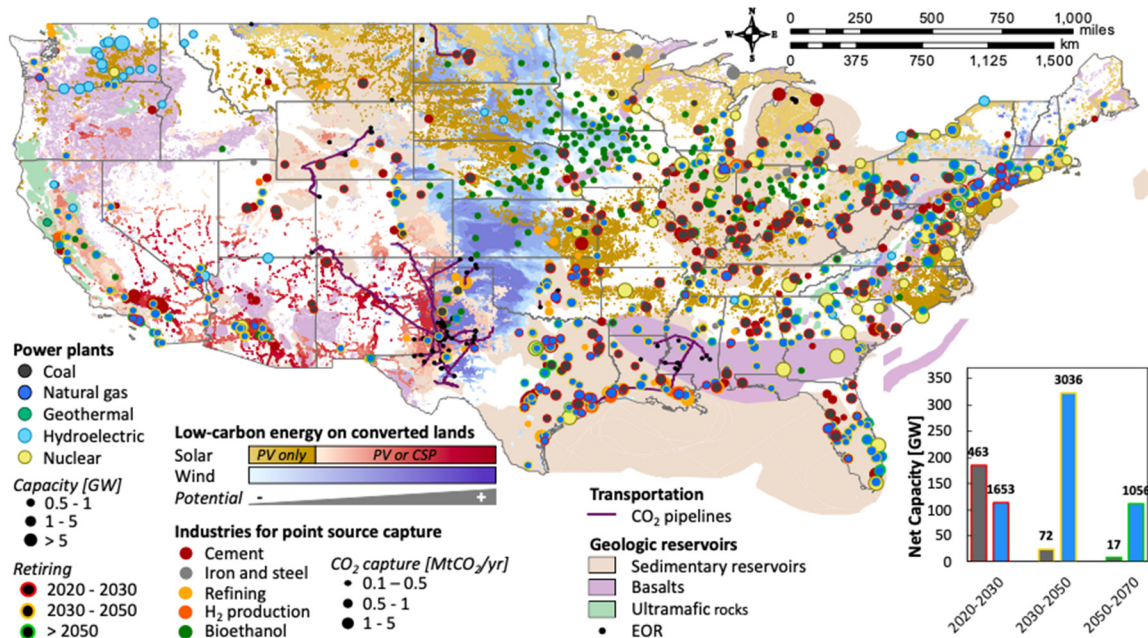 N
W E
S
0 250 500 750 1,000
miles
km
0 375 750 1,125 1,500
Power plants
Coal
Natural gas
Geothermal
Hydroelectric
Nuclear
Capacity [GW]
0.5 - 1
1 - 5
> 5
Retiring
2020 - 2030
2030 - 2050
> 2050
Low-carbon energy on converted lands
Solar PV only PV or CSP
Wind
Potential - +
Industries for point source capture
Cement
Iron and steel
Refining
H2 production
Bioethanol
CO2 capture [MtCO2/yr]
0.1 – 0.5
0.5 - 1
1 - 5
Transportation
CO2 pipelines
Geologic reservoirs
Sedimentary reservoirs
Basalts
Ultramafic rocks
EOR
Net Capacity [GW]
350
300
250
200
150
100
50
0
463
1653
72
3036
17
1056
2020-2030
2030-2050
2050-2070